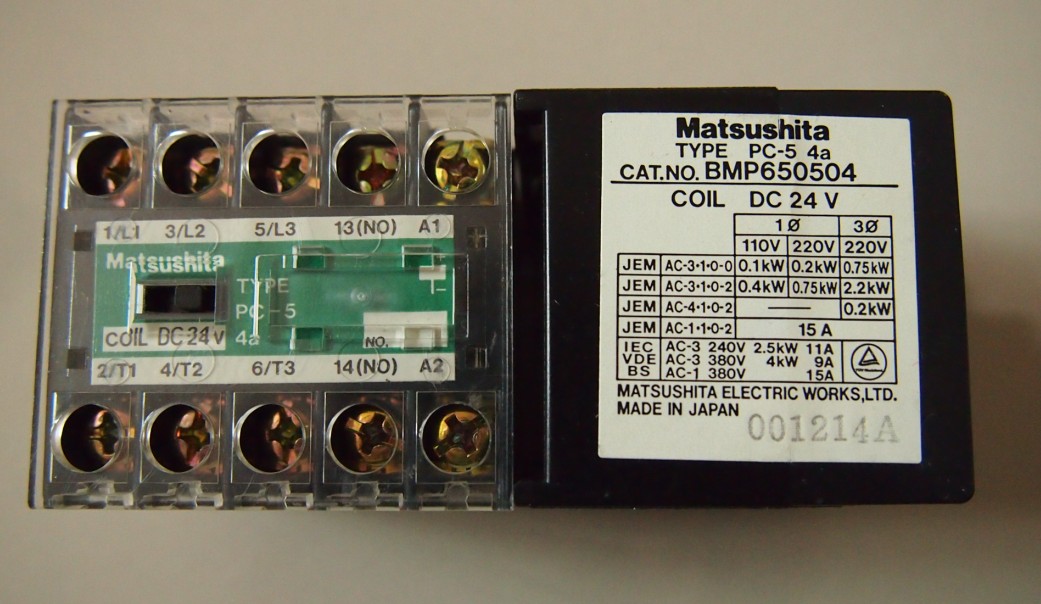 1/L1 3/L2 5/L3 13(NO) A1
Matsushita
TYPE
PC-5
4a
COIL DC24V
NO.
2/T1 4/T2 6/T3 14(NO) A2
Matsushita
TYPE PC-5 4a
CAT.NO. BMP650504
COIL DC 24 V
1Ø 3Ø
110V 220V 220V
JEM AC-3·1·0-0 0.1kW 0.2kW 0.75kW
JEM AC-3·1·0-2 0.4kW 0.75kW 2.2kW
JEM AC-4·1·0-2 — 0.2kW
JEM AC-1·1·0-2 15 A
IEC AC-3 240V 2.5kW 11A
VDE AC-3 380V 4kW 9A
BS AC-1 380V 15A
MATSUSHITA ELECTRIC WORKS,LTD.
MADE IN JAPAN
001214A